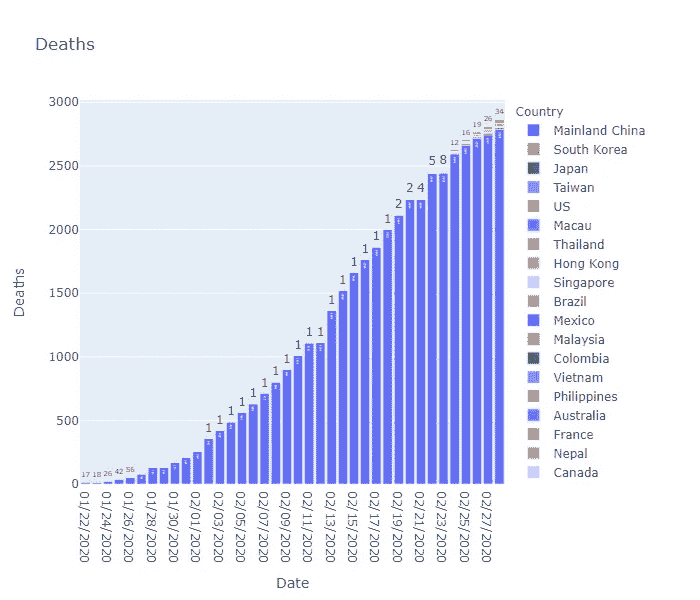 Deaths
3000
2500
2000
1500
1000
500
0
Deaths
17 18 26 42 56
1 1 1 1 1 1 1 1 1 1 1 1 1 1 1 1 1 2 2 4 5 8 12 16 19 26 34
01/22/2020
01/24/2020
01/26/2020
01/28/2020
01/30/2020
02/01/2020
02/03/2020
02/05/2020
02/07/2020
02/09/2020
02/11/2020
02/13/2020
02/15/2020
02/17/2020
02/19/2020
02/21/2020
02/23/2020
02/25/2020
02/27/2020
Date
Country
Mainland China
South Korea
Japan
Taiwan
US
Macau
Thailand
Hong Kong
Singapore
Brazil
Mexico
Malaysia
Colombia
Vietnam
Philippines
Australia
France
Nepal
Canada